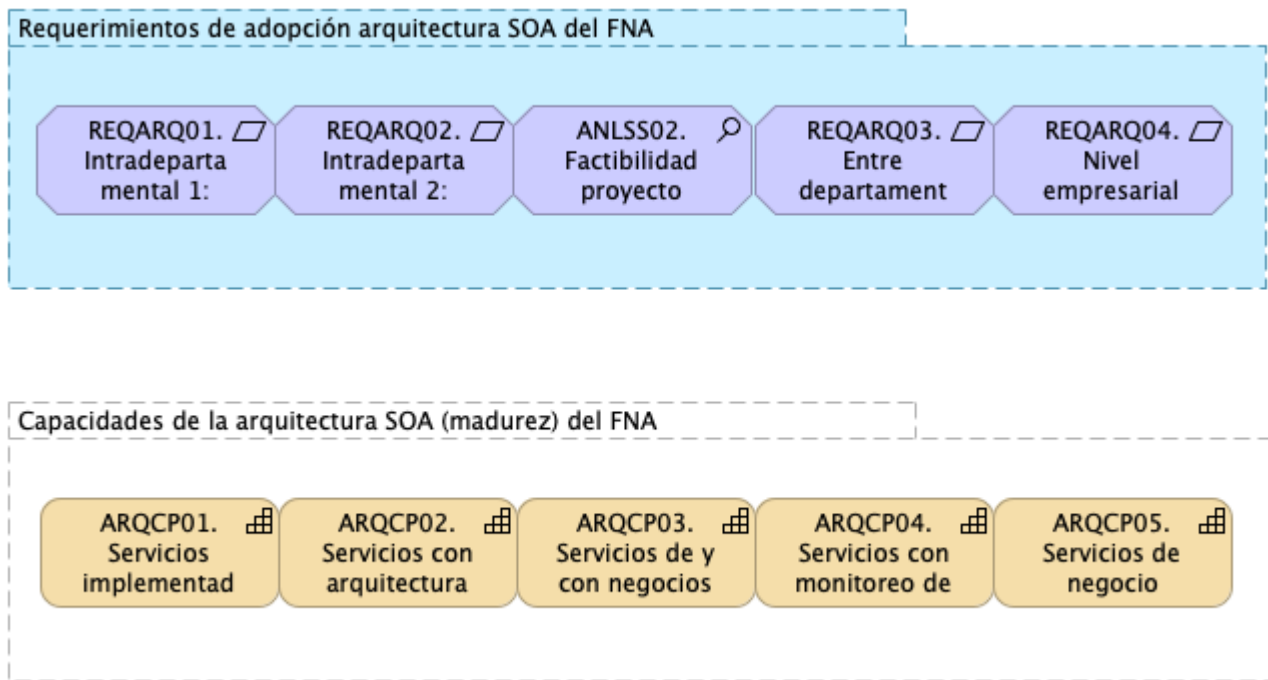 Requerimientos de adopción arquitectura SOA del FNA
REQARQ01.
Intradeparta
mental 1:
REQARQ02.
Intradeparta
mental 2:
ANLSS02.
Factibilidad
proyecto
REQARQ03.
Entre
departament
REQARQ04.
Nivel
empresarial
Capacidades de la arquitectura SOA (madurez) del FNA
ARQCP01.
Servicios
implementad
ARQCP02.
Servicios con
arquitectura
ARQCP03.
Servicios de y
con negocios
ARQCP04.
Servicios con
monitoreo de
ARQCP05.
Servicios de
negocio